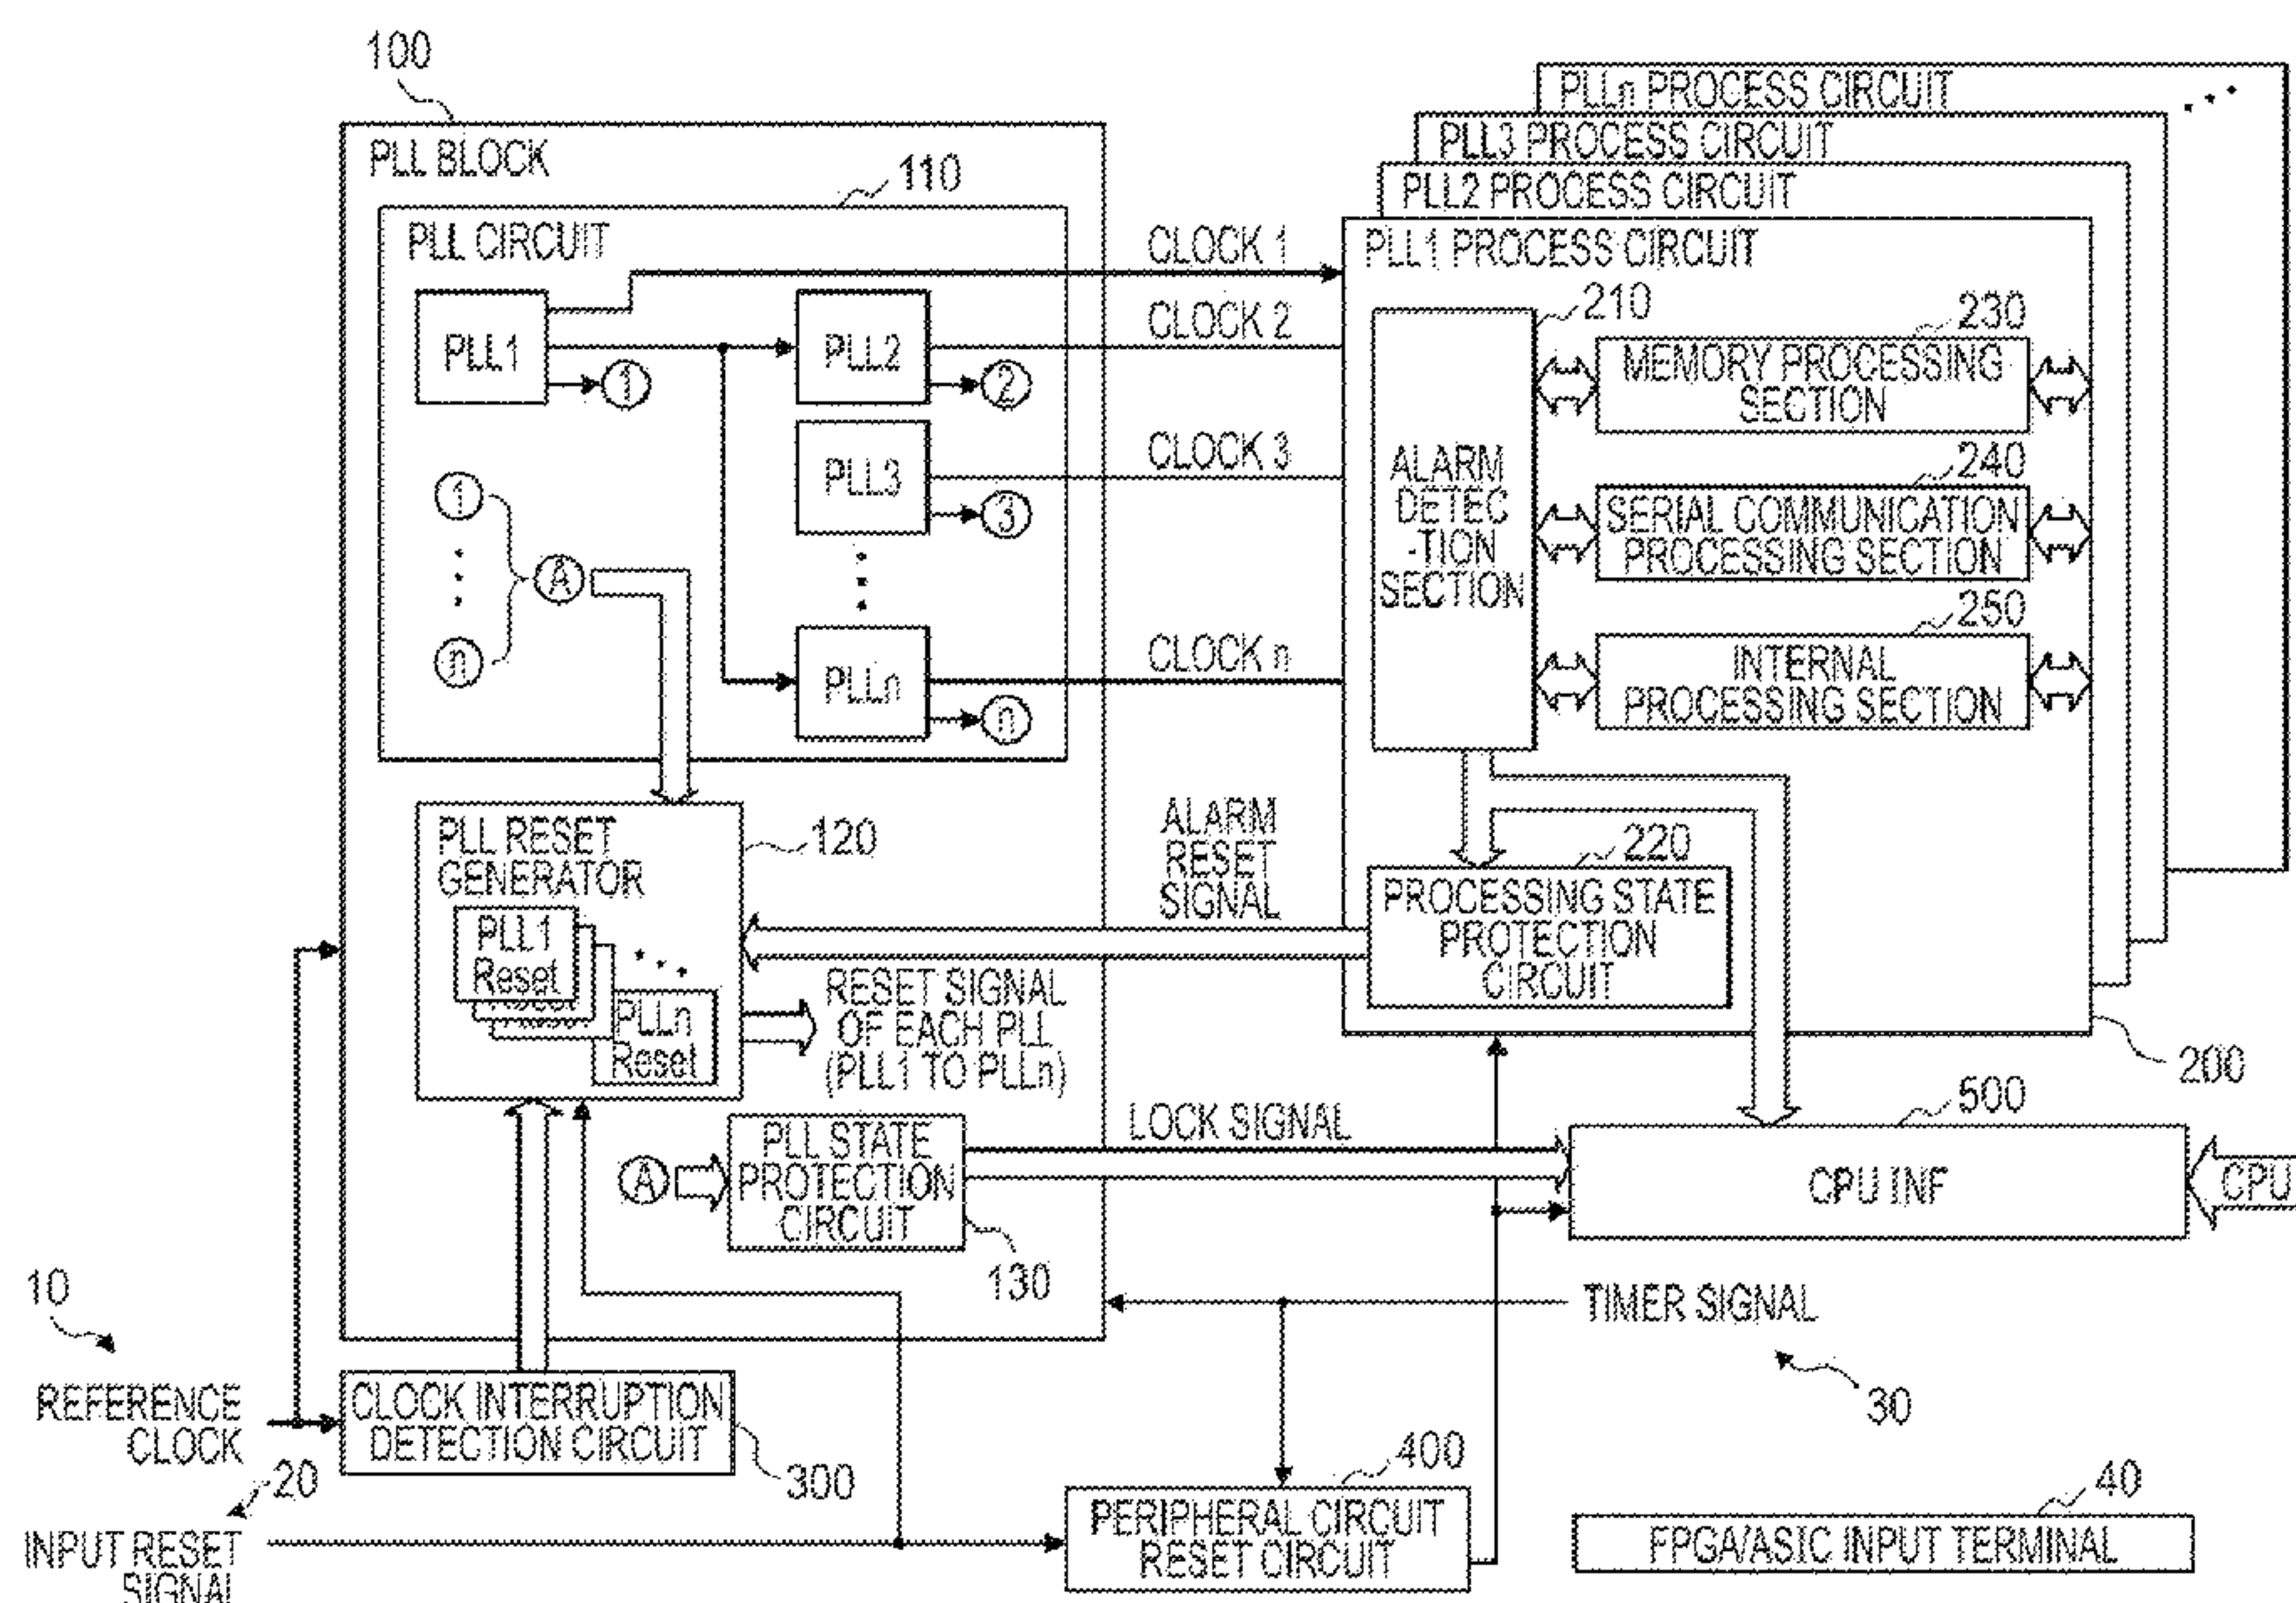 100
PLL BLOCK
110
PLL CIRCUIT
PLL1
1
PLL2
2
PLL3
3
PLLn
n
1
n
A
CLOCK 1
CLOCK 2
CLOCK 3
CLOCK n
PLLn PROCESS CIRCUIT
PLL3 PROCESS CIRCUIT
PLL2 PROCESS CIRCUIT
PLL1 PROCESS CIRCUIT
210
ALARM
DETEC
-TION
SECTION
230
MEMORY PROCESSING
SECTION
240
SERIAL COMMUNICATION
PROCESSING SECTION
250
INTERNAL
PROCESSING SECTION
220
PROCESSING STATE
PROTECTION
CIRCUIT
200
ALARM
RESET
SIGNAL
PLL RESET
GENERATOR
120
PLL1
Reset
PLLn
Reset
RESET SIGNAL
OF EACH PLL
(PLL1 TO PLLn)
A
PLL STATE
PROTECTION
CIRCUIT
130
LOCK SIGNAL
500
CPU INF
CPU
TIMER SIGNAL
30
10
REFERENCE
CLOCK
CLOCK INTERRUPTION
DETECTION CIRCUIT
300
20
INPUT RESET
SIGNAL
400
PERIPHERAL CIRCUIT
RESET CIRCUIT
40
FPGA/ASIC INPUT TERMINAL